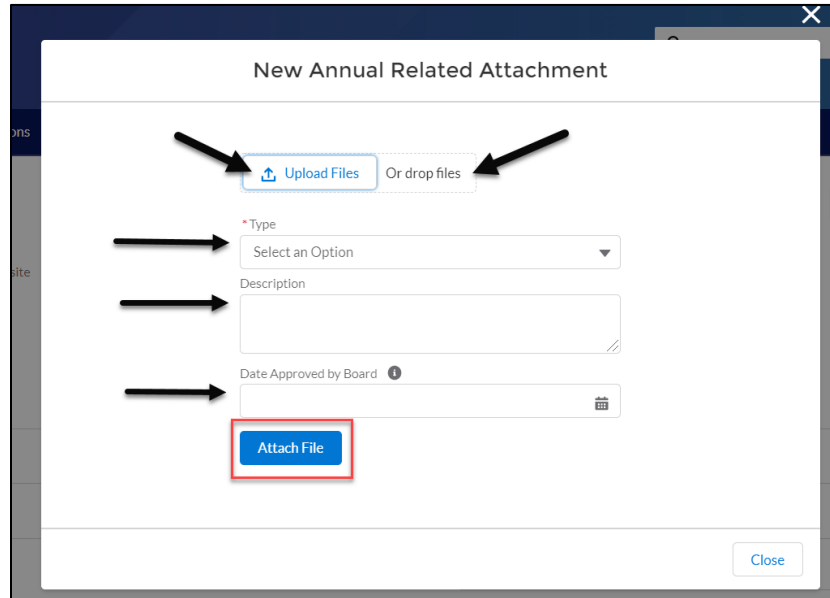 New Annual Related Attachment
ons
Upload Files Or drop files
* Type
Select an Option
site
Description
Date Approved by Board
Attach File
Close